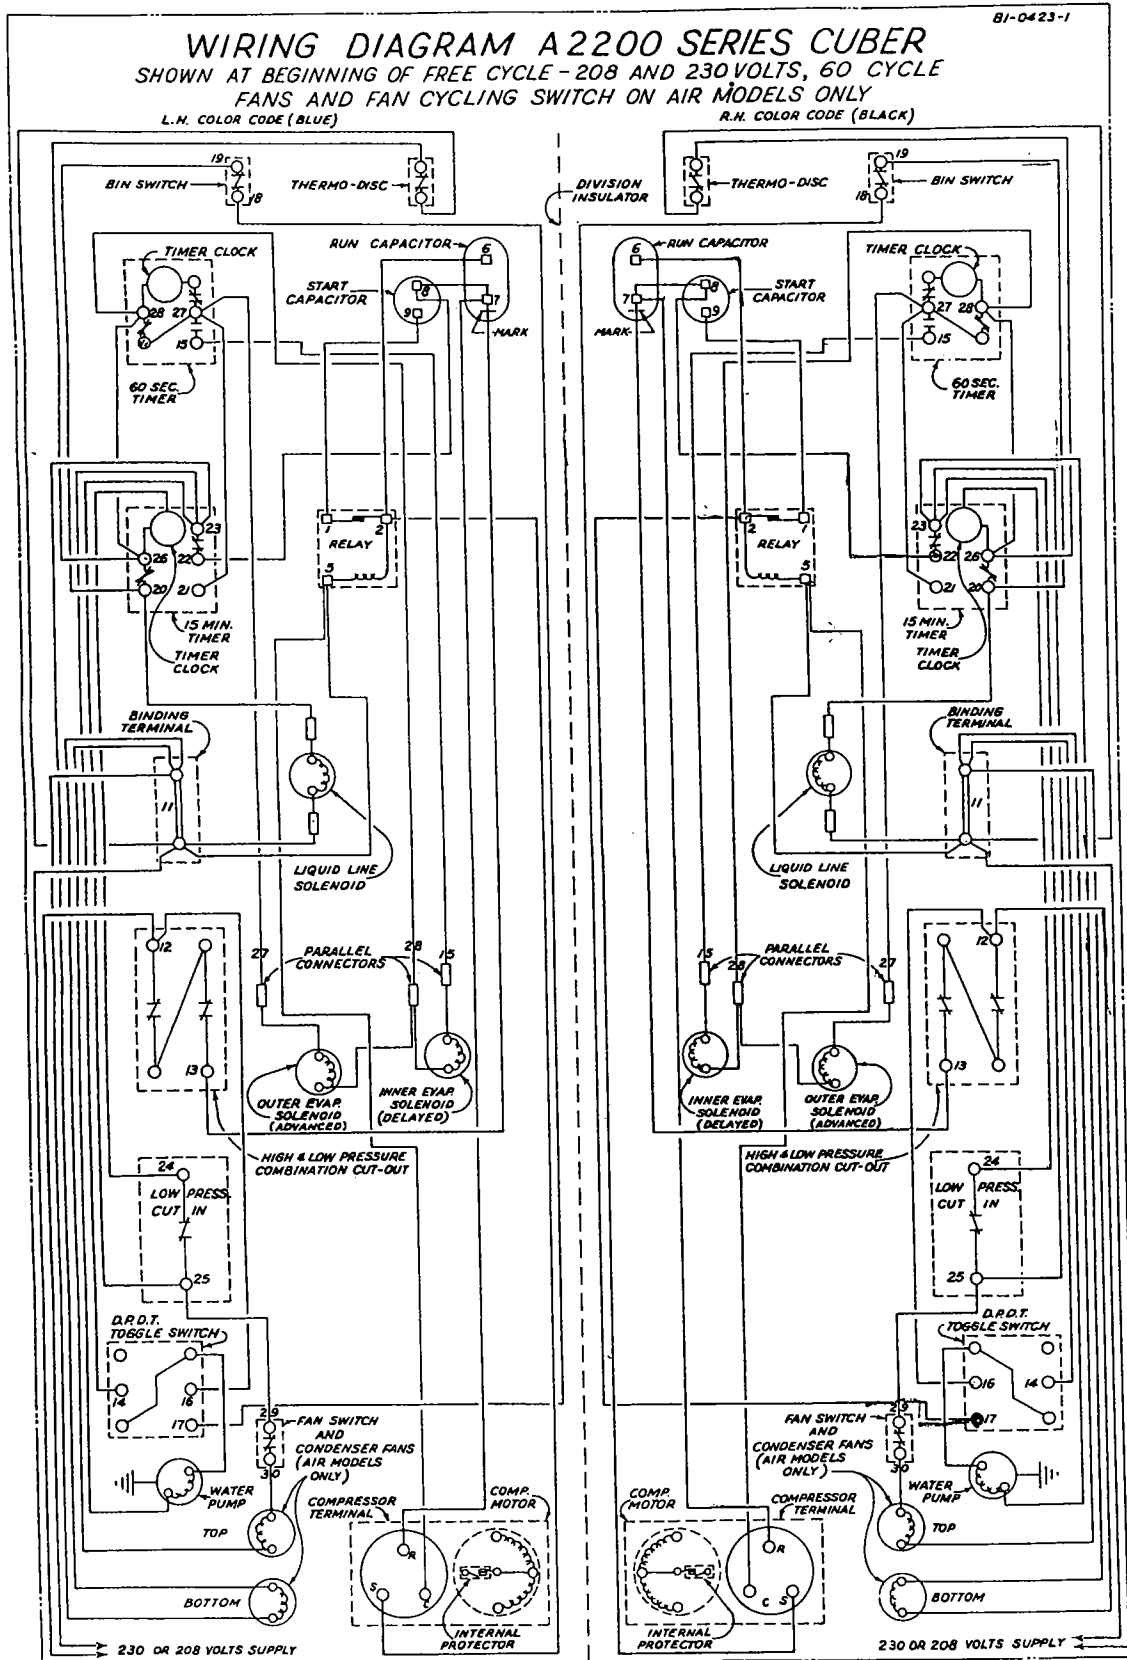 81-0423-1
WIRING DIAGRAM A2200 SERIES CUBER
SHOWN AT BEGINNING OF FREE CYCLE - 208 AND 230 VOLTS, 60 CYCLE
FANS AND FAN CYCLING SWITCH ON AIR MODELS ONLY
L.H. COLOR CODE (BLUE)
R.H. COLOR CODE (BLACK)
19
BIN SWITCH
18
THERMO-DISC
DIVISION
INSULATOR
THERMO-DISC
19
BIN SWITCH
18
TIMER CLOCK
28
27
15
60 SEC.
TIMER
RUN CAPACITOR
6
7
MARK
START
CAPACITOR
8
9
RUN CAPACITOR
6
7
MARK
START
CAPACITOR
8
9
TIMER CLOCK
27
28
15
60 SEC.
TIMER
23
26
22
20
21
15 MIN.
TIMER
TIMER
CLOCK
1
2
RELAY
5
2
1
RELAY
5
23
22
26
21
20
15 MIN.
TIMER
TIMER
CLOCK
BINDING
TERMINAL
11
LIQUID LINE
SOLENOID
LIQUID LINE
SOLENOID
BINDING
TERMINAL
11
12
13
27
PARALLEL
CONNECTORS
28
15
OUTER EVAP.
SOLENOID
(ADVANCED)
INNER EVAP.
SOLENOID
(DELAYED)
HIGH & LOW PRESSURE
COMBINATION CUT-OUT
15
28
PARALLEL
CONNECTORS
27
INNER EVAP.
SOLENOID
(DELAYED)
OUTER EVAP.
SOLENOID
(ADVANCED)
HIGH & LOW PRESSURE
COMBINATION CUT-OUT
12
13
24
LOW PRESS.
CUT IN
25
24
LOW PRESS.
CUT IN
25
D.P.D.T.
TOGGLE SWITCH
14
16
17
29
30
FAN SWITCH
AND
CONDENSER FANS
(AIR MODELS
ONLY)
WATER
PUMP
TOP
BOTTOM
COMPRESSOR
TERMINAL
R
S
C
COMP.
MOTOR
INTERNAL
PROTECTOR
230 OR 208 VOLTS SUPPLY
D.P.D.T.
TOGGLE SWITCH
16
14
17
29
30
FAN SWITCH
AND
CONDENSER FANS
(AIR MODELS
ONLY)
WATER
PUMP
TOP
BOTTOM
COMP.
MOTOR
COMPRESSOR
TERMINAL
R
C
S
INTERNAL
PROTECTOR
230 OR 208 VOLTS SUPPLY